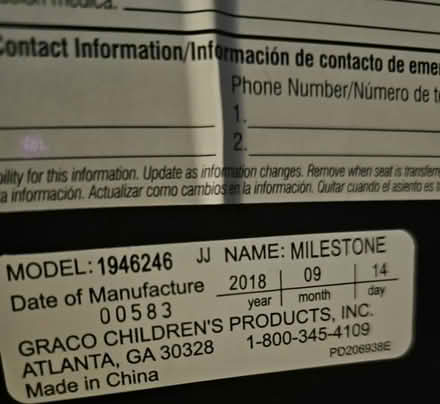 Contact Information/Información de contacto de eme
Phone Number/Número de t
1.
2.
bility for this information. Update as information changes. Remove when seat is transferre
a información. Actualizar como cambios en la información. Quitar cuando el asiento es
MODEL: 1946246 JJ NAME: MILESTONE
Date of Manufacture 2018 09 14
00583 year month day
GRACO CHILDREN'S PRODUCTS, INC.
ATLANTA, GA 30328 1-800-345-4109
Made in China PD206938E